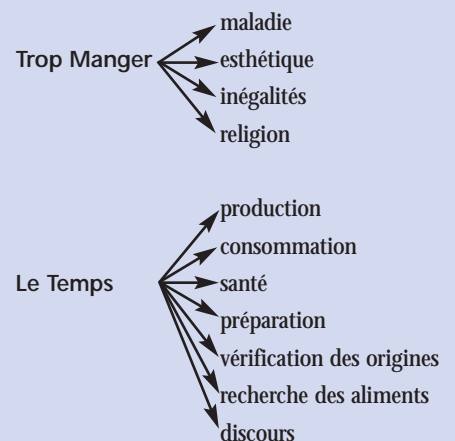 maladie
Trop Manger
esthétique
inégalités
religion
production
consommation
Le Temps
santé
préparation
vérification des origines
recherche des aliments
discours